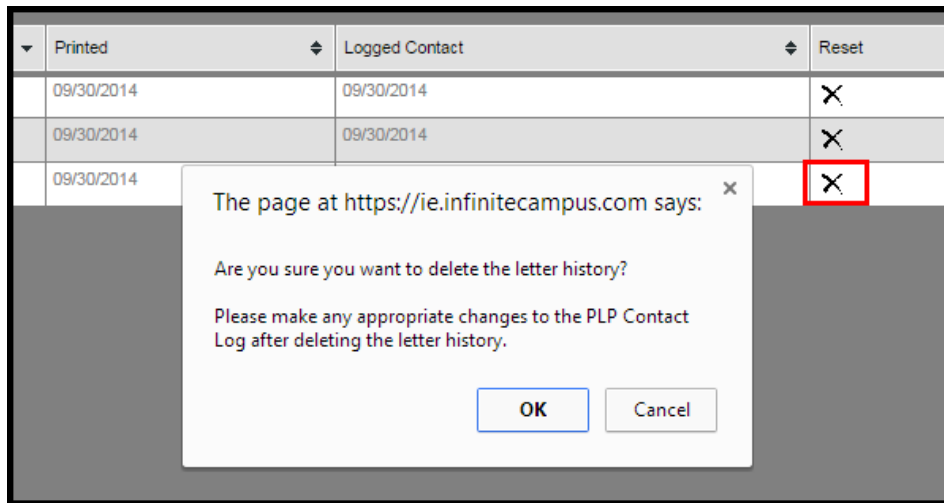 Printed Logged Contact Reset
09/30/2014 09/30/2014
09/30/2014 09/30/2014
09/30/2014
The page at https://ie.infinitecampus.com says:
Are you sure you want to delete the letter history?
Please make any appropriate changes to the PLP Contact
Log after deleting the letter history.
OK Cancel